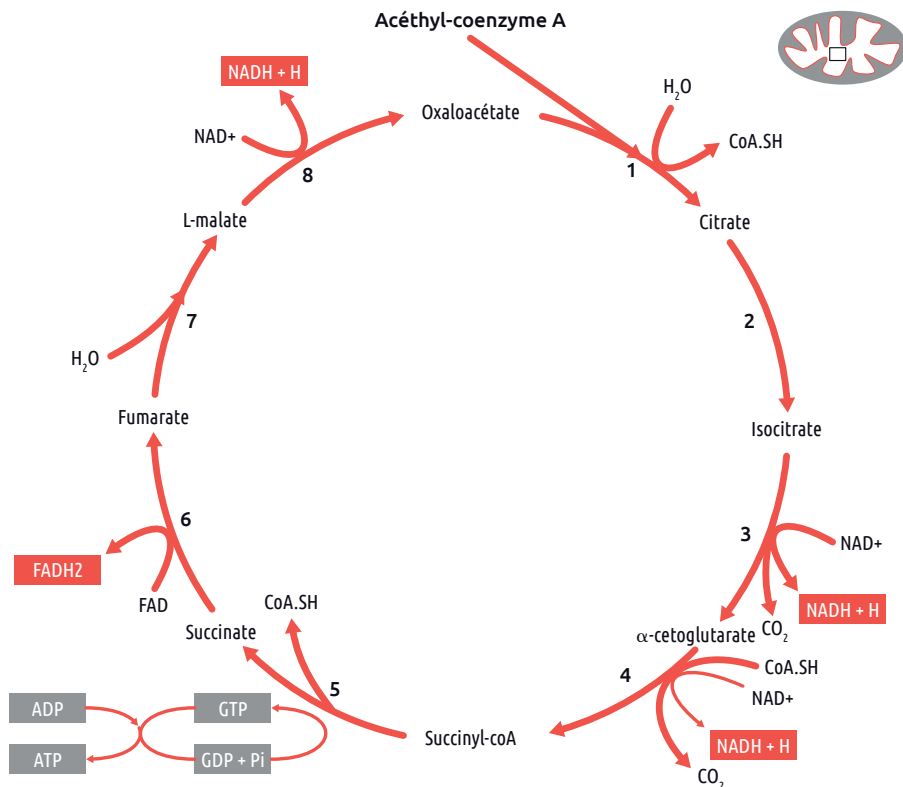 Acéthyl-coenzyme A
NADH + H
H₂O
NAD+
Oxaloacétate
CoA.SH
1
8
L-malate
Citrate
2
7
H₂O
Fumarate
Isocitrate
6
3
NAD+
FADH2
FAD
CoA.SH
NADH + H
Succinate
α-cetoglutarate
CO₂
4
CoA.SH
NAD+
5
ADP
GTP
Succinyl-coA
NADH + H
ATP
GDP + Pi
CO₂